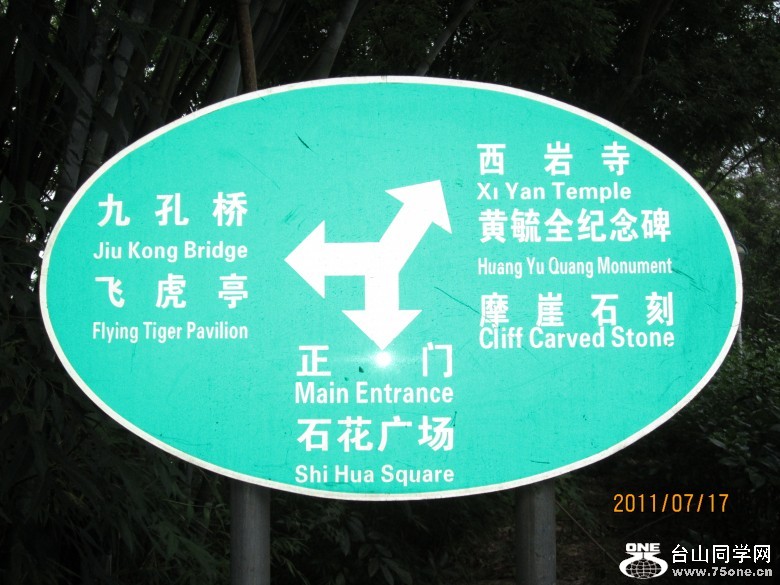 九孔桥
Jiu Kong Bridge
飞虎亭
Flying Tiger Pavilion
西岩寺
Xi Yan Temple
黄毓全纪念碑
Huang Yu Quang Monument
摩崖石刻
Cliff Carved Stone
正门
Main Entrance
石花广场
Shi Hua Square
2011/07/17
ONE
台山同学网
www.75one.cn